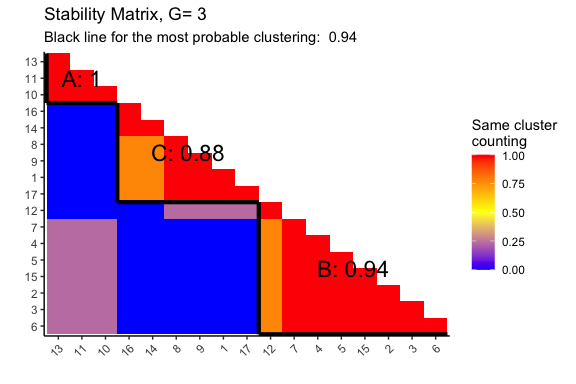 Stability Matrix, G= 3
Black line for the most probable clustering:  0.94
13
11
10
16
14
8
9
1
17
12
7
4
5
15
2
3
6
A: 1
C: 0.88
B: 0.94
Same cluster
counting
1.00
0.75
0.50
0.25
0.00
13 11 10 16 14 8 9 1 17 12 7 4 5 15 2 3 6